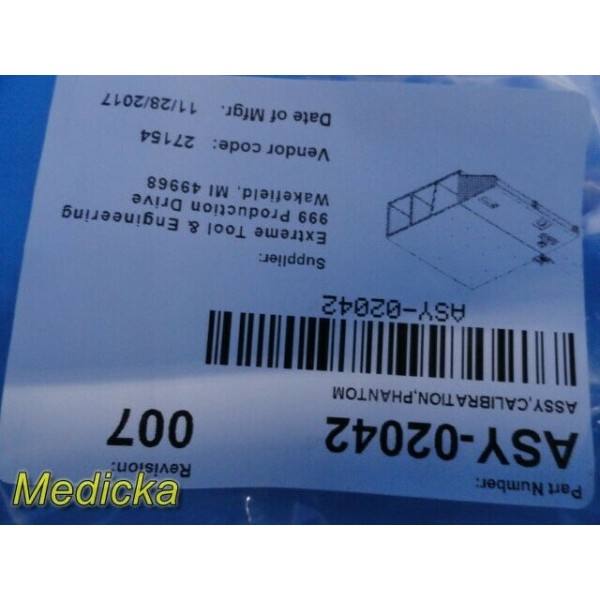 Part Number:
ASY-02042
Revision:
007
ASSY,CALIBRATION,PHANTOM
ASY-02042
Supplier:
Extreme Tool & Engineering
999 Production Drive
Wakefield, MI 49968
Vendor code: 27154
Date of Mfgr. 11/28/2017
Medicka